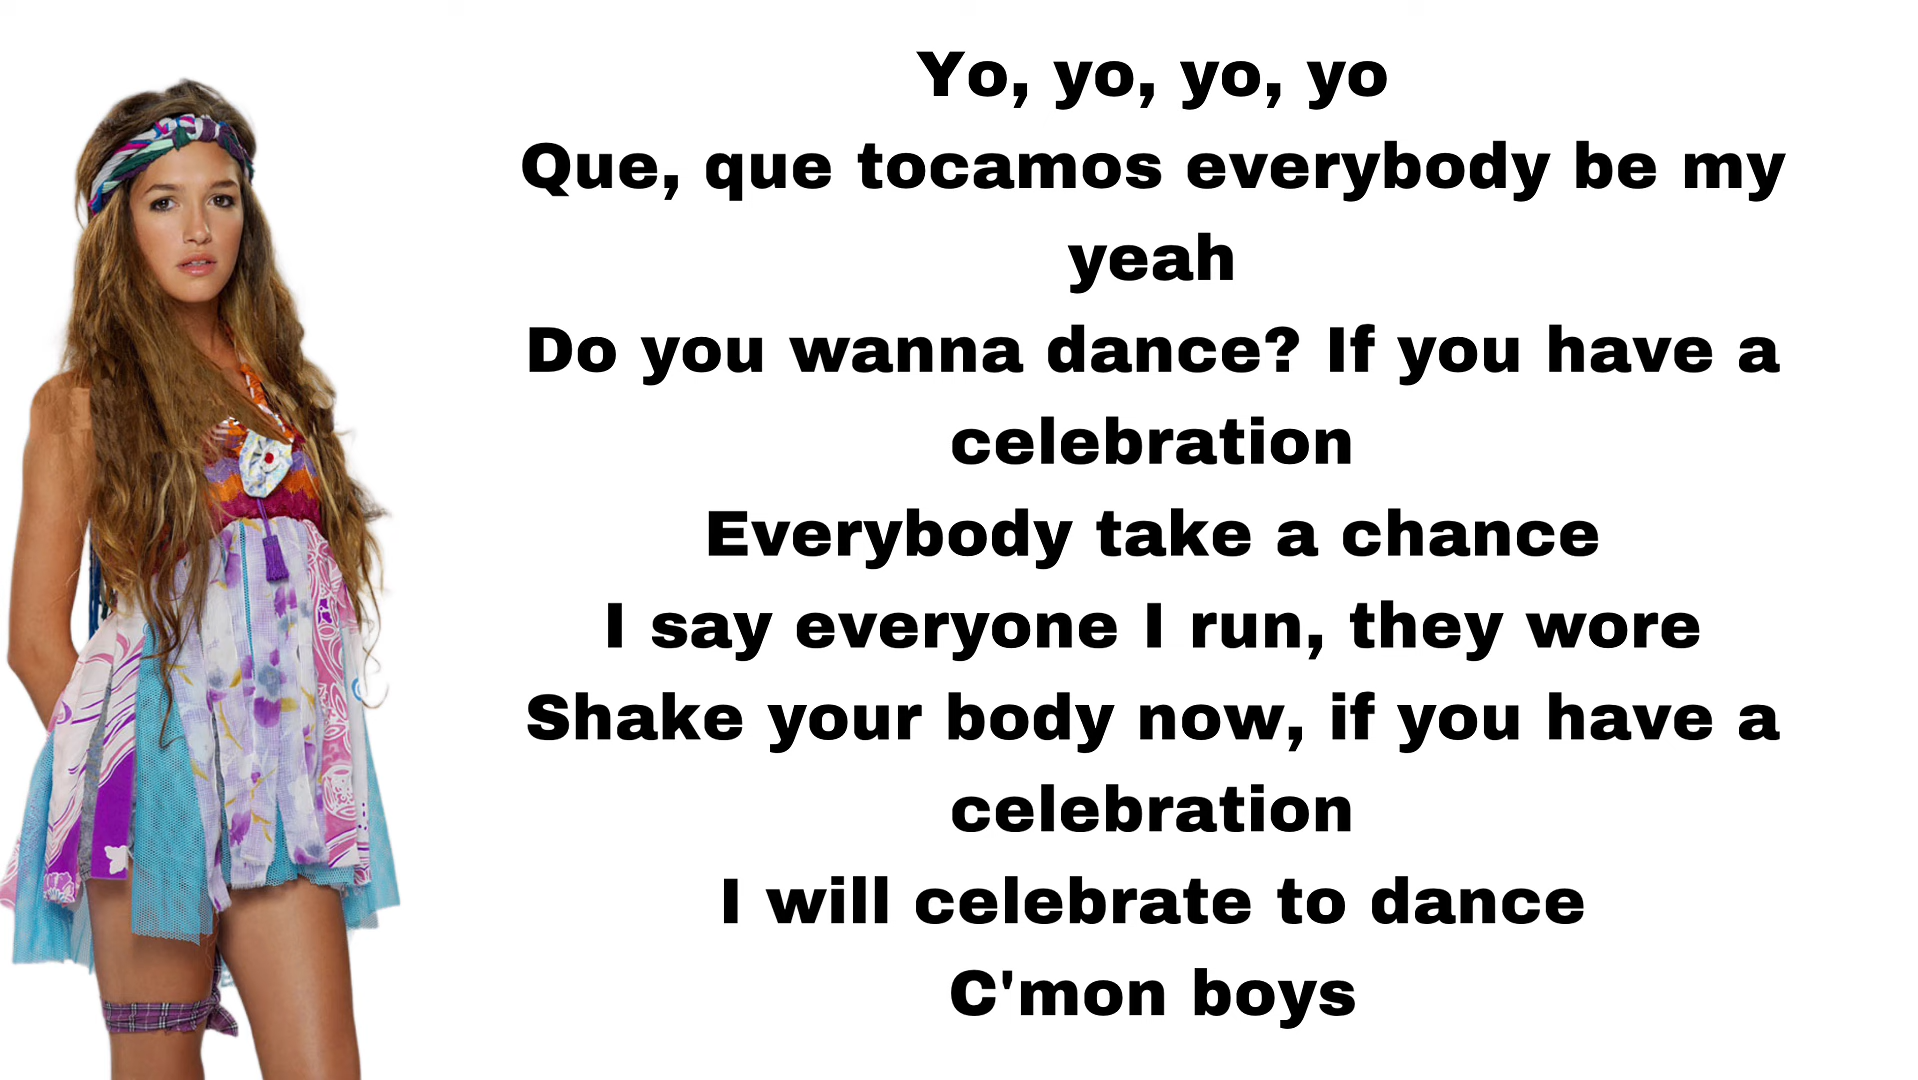 Yo, yo, yo, yo
Que, que tocamos everybody be my
yeah
Do you wanna dance? If you have a
celebration
Everybody take a chance
I say everyone I run, they wore
Shake your body now, if you have a
celebration
I will celebrate to dance
C'mon boys